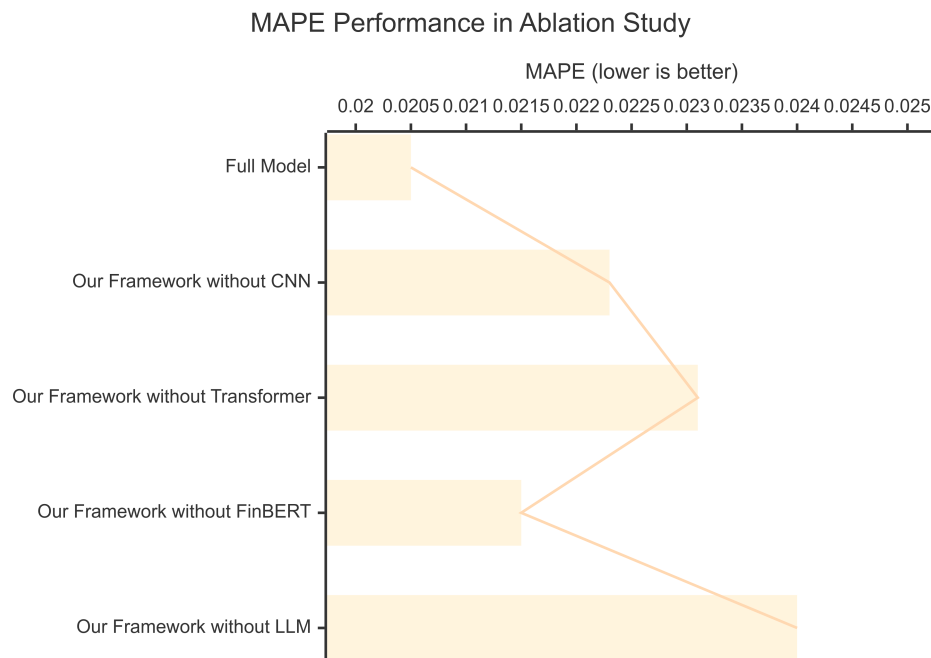 MAPE Performance in Ablation Study
MAPE (lower is better)
0.02 0.0205 0.021 0.0215 0.022 0.0225 0.023 0.0235 0.024 0.0245 0.025
Full Model
Our Framework without CNN
Our Framework without Transformer
Our Framework without FinBERT
Our Framework without LLM